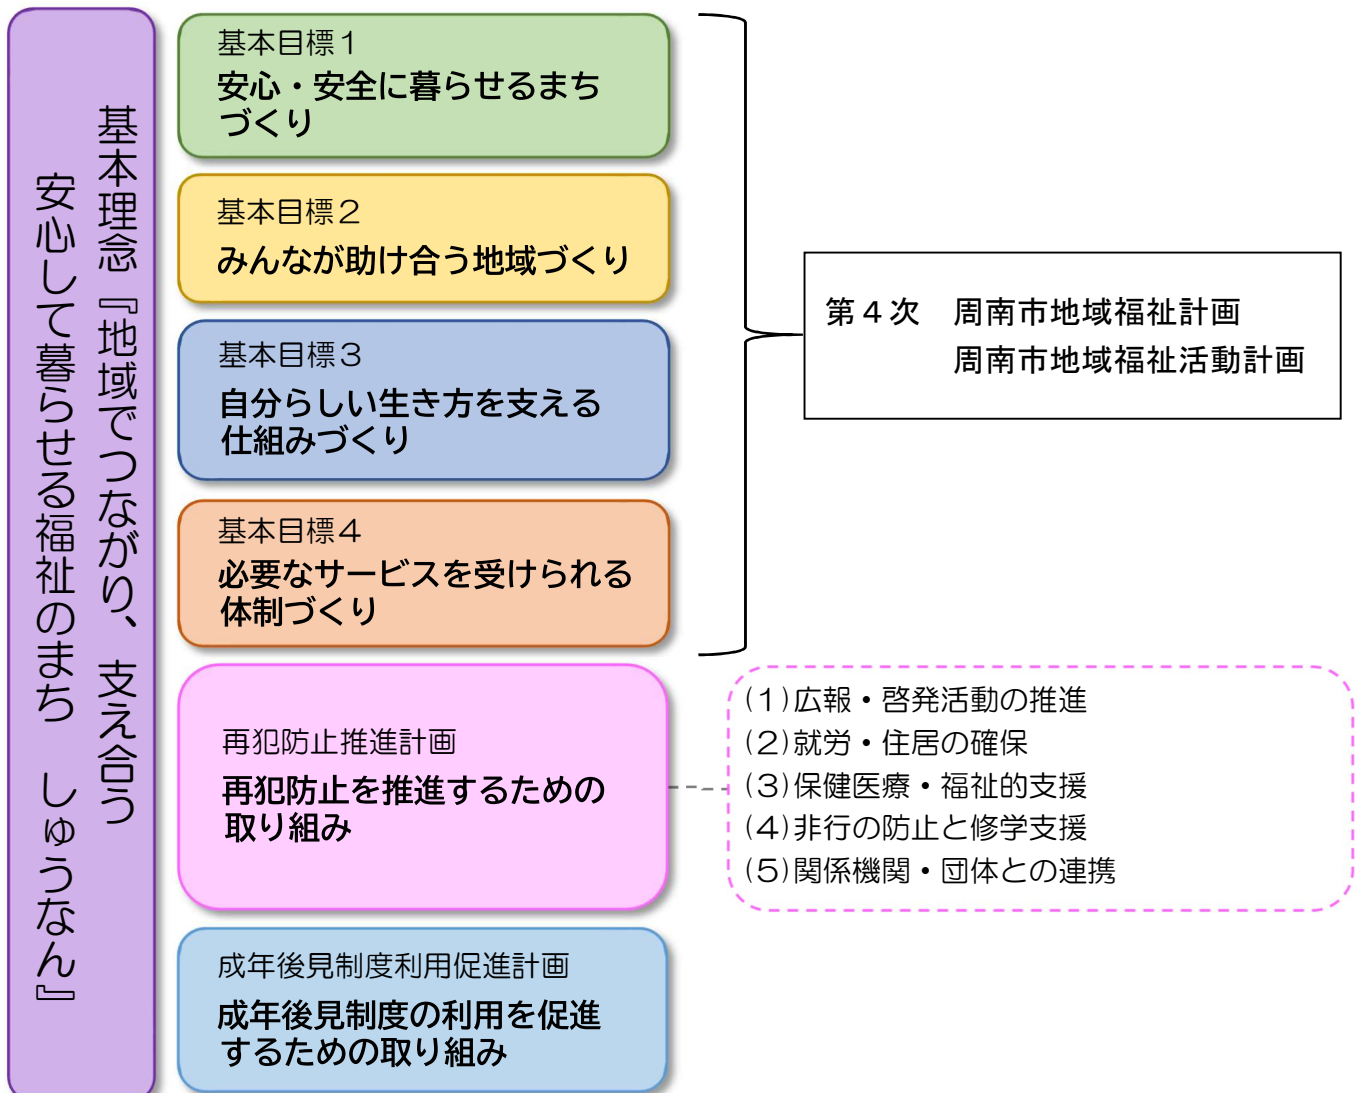 基本理念『地域でつながり、支え合う
安心して暮らせる福祉のまち　しゅうなん』
基本目標１
安心・安全に暮らせるまち
づくり
基本目標２
みんなが助け合う地域づくり
基本目標３
自分らしい生き方を支える
仕組みづくり
基本目標４
必要なサービスを受けられる
体制づくり
第４次　周南市地域福祉計画
周南市地域福祉活動計画
再犯防止推進計画
再犯防止を推進するための
取り組み
(1)広報・啓発活動の推進
(2)就労・住居の確保
(3)保健医療・福祉的支援
(4)非行の防止と修学支援
(5)関係機関・団体との連携
成年後見制度利用促進計画
成年後見制度の利用を促進
するための取り組み